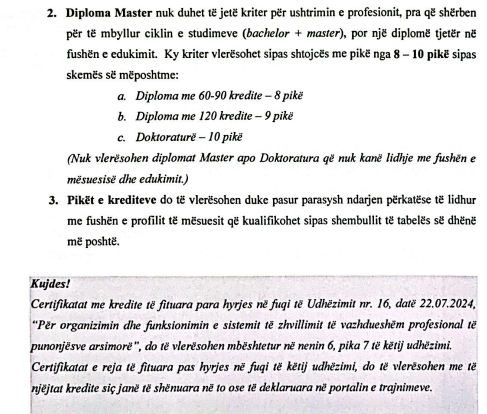 2. Diploma Master nuk duhet të jetë kriter për ushtrimin e profesionit, pra që shërben
për të mbyllur ciklin e studimeve (bachelor + master), por një diplomë tjetër në
fushën e edukimit. Ky kriter vlerësohet sipas shtojcës me pikë nga 8 – 10 pikë sipas
skemës së mëposhtme:
a. Diploma me 60-90 kredite – 8 pikë
b. Diploma me 120 kredite – 9 pikë
c. Doktoraturë – 10 pikë
(Nuk vlerësohen diplomat Master apo Doktoratura që nuk kanë lidhje me fushën e
mësuesisë dhe edukimit.)
3. Pikët e krediteve do të vlerësohen duke pasur parasysh ndarjen përkatëse të lidhur
me fushën e profilit të mësuesit që kualifikohet sipas shembullit të tabelës së dhënë
më poshtë.
Kujdes!
Certifikatat me kredite të fituara para hyrjes në fuqi të Udhëzimit nr. 16, datë 22.07.2024,
“Për organizimin dhe funksionimin e sistemit të zhvillimit të vazhdueshëm profesional të
punonjësve arsimorë”, do të vlerësohen mbështetur në nenin 6, pika 7 të këtij udhëzimi.
Certifikatat e reja të fituara pas hyrjes në fuqi të këtij udhëzimi, do të vlerësohen me të
njëjtat kredite siç janë të shënuara në to ose të deklaruara në portalin e trajnimeve.